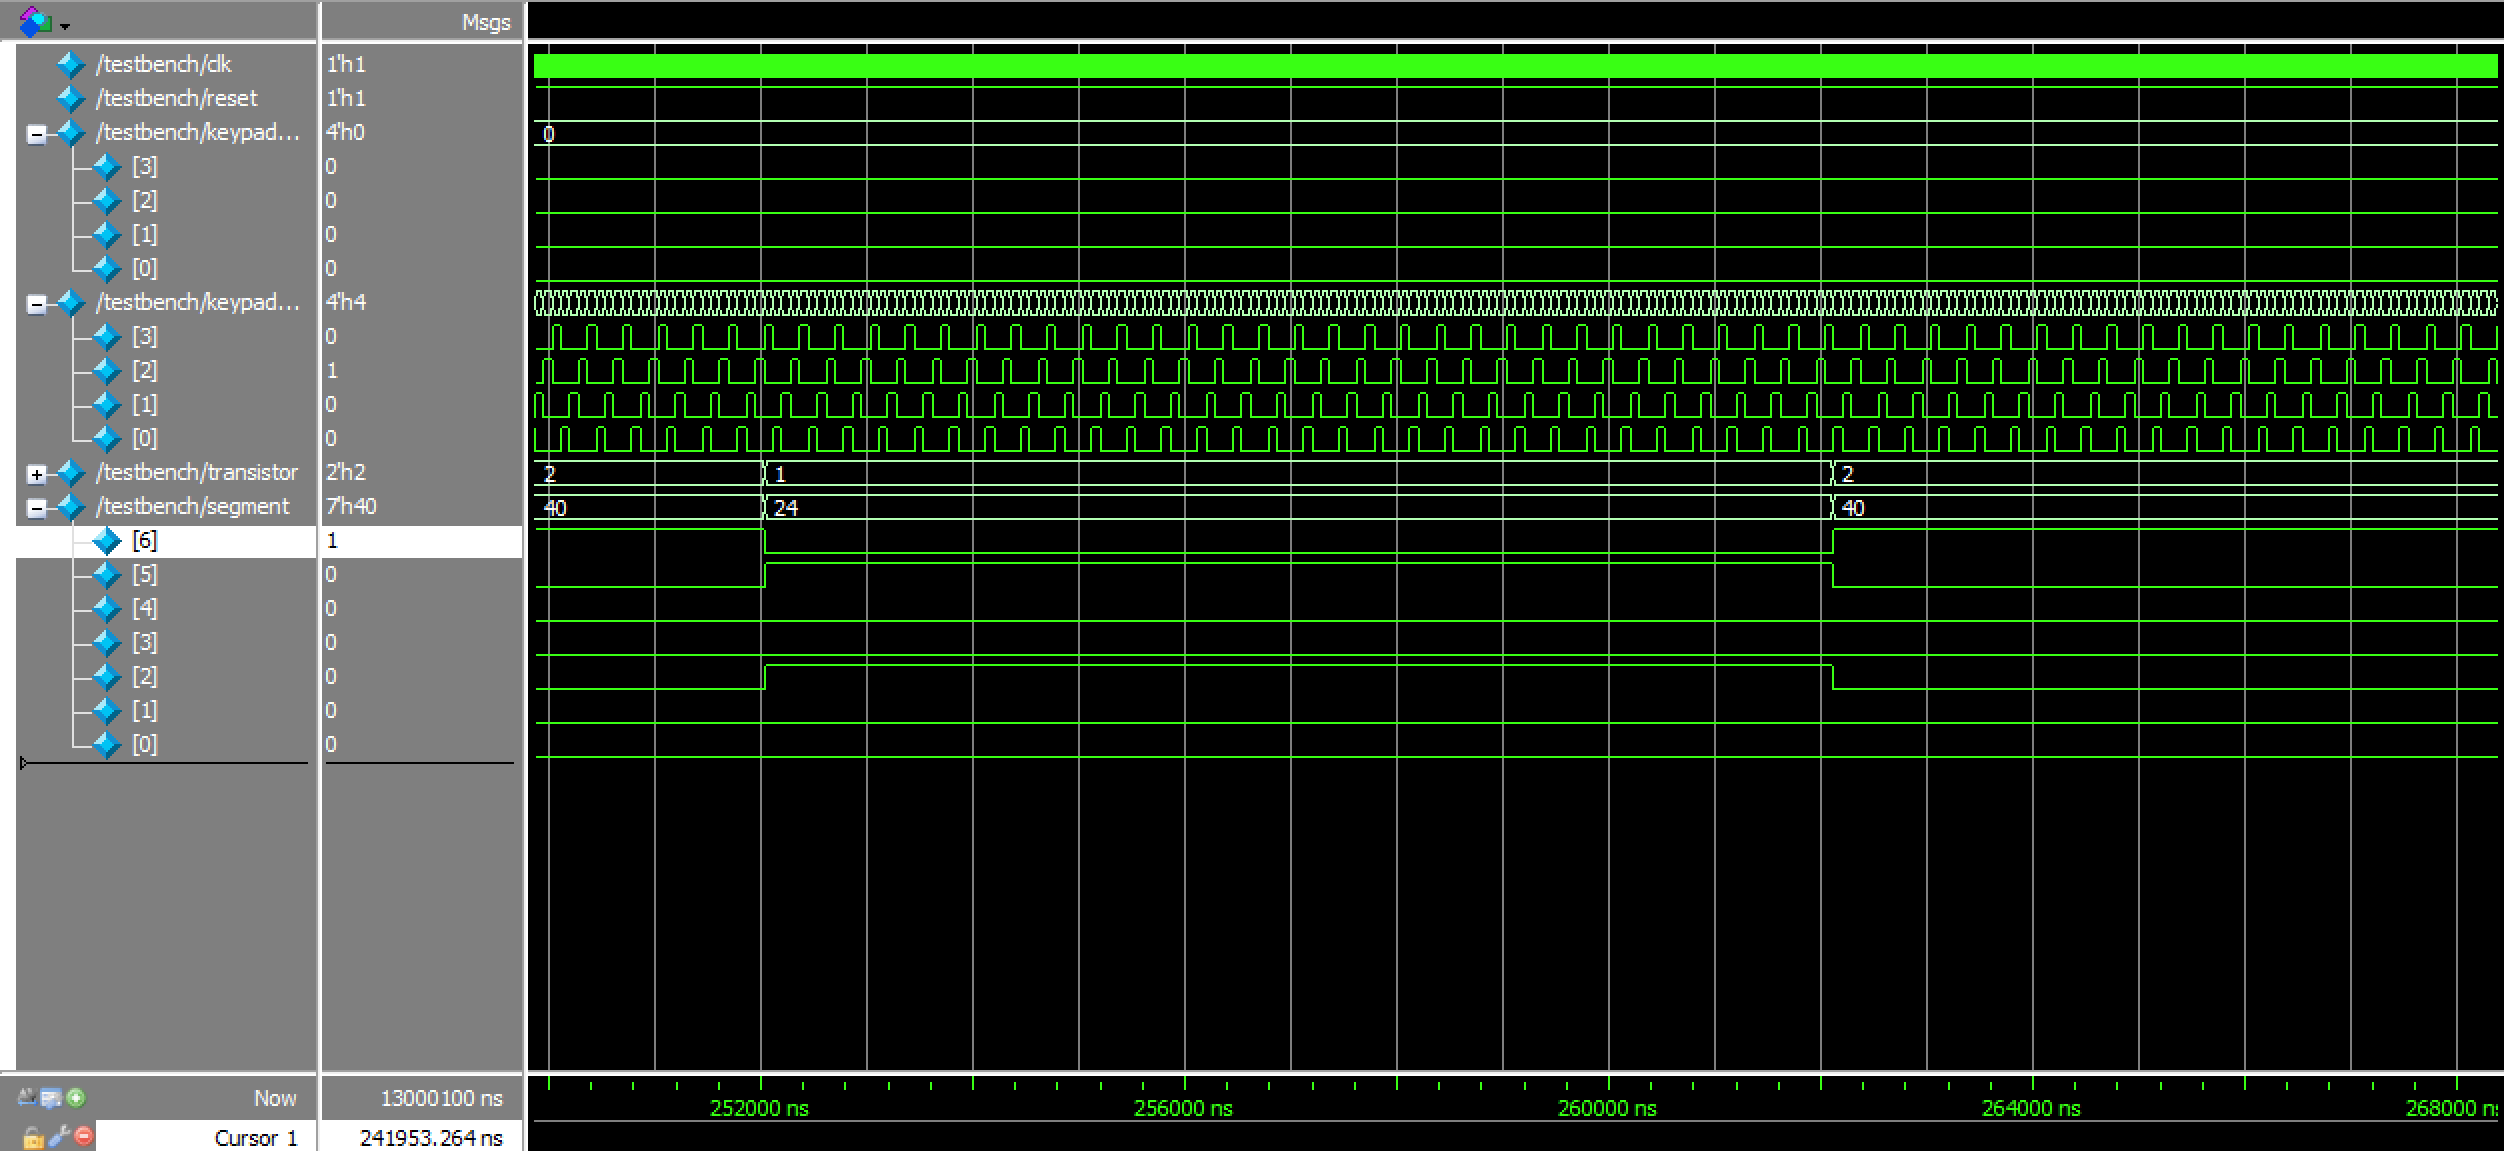 Msgs
/testbench/clk 1'h1
/testbench/reset 1'h1
/testbench/keypad... 4'h0 0
[3] 0
[2] 0
[1] 0
[0] 0
/testbench/keypad... 4'h4
[3] 0
[2] 1
[1] 0
[0] 0
/testbench/transistor 2'h2 2 1 2
/testbench/segment 7'h40 40 24 40
[6] 1
[5] 0
[4] 0
[3] 0
[2] 0
[1] 0
[0] 0
Now 13000100 ns 252000 ns 256000 ns 260000 ns 264000 ns 268000 n
Cursor 1 241953.264 ns